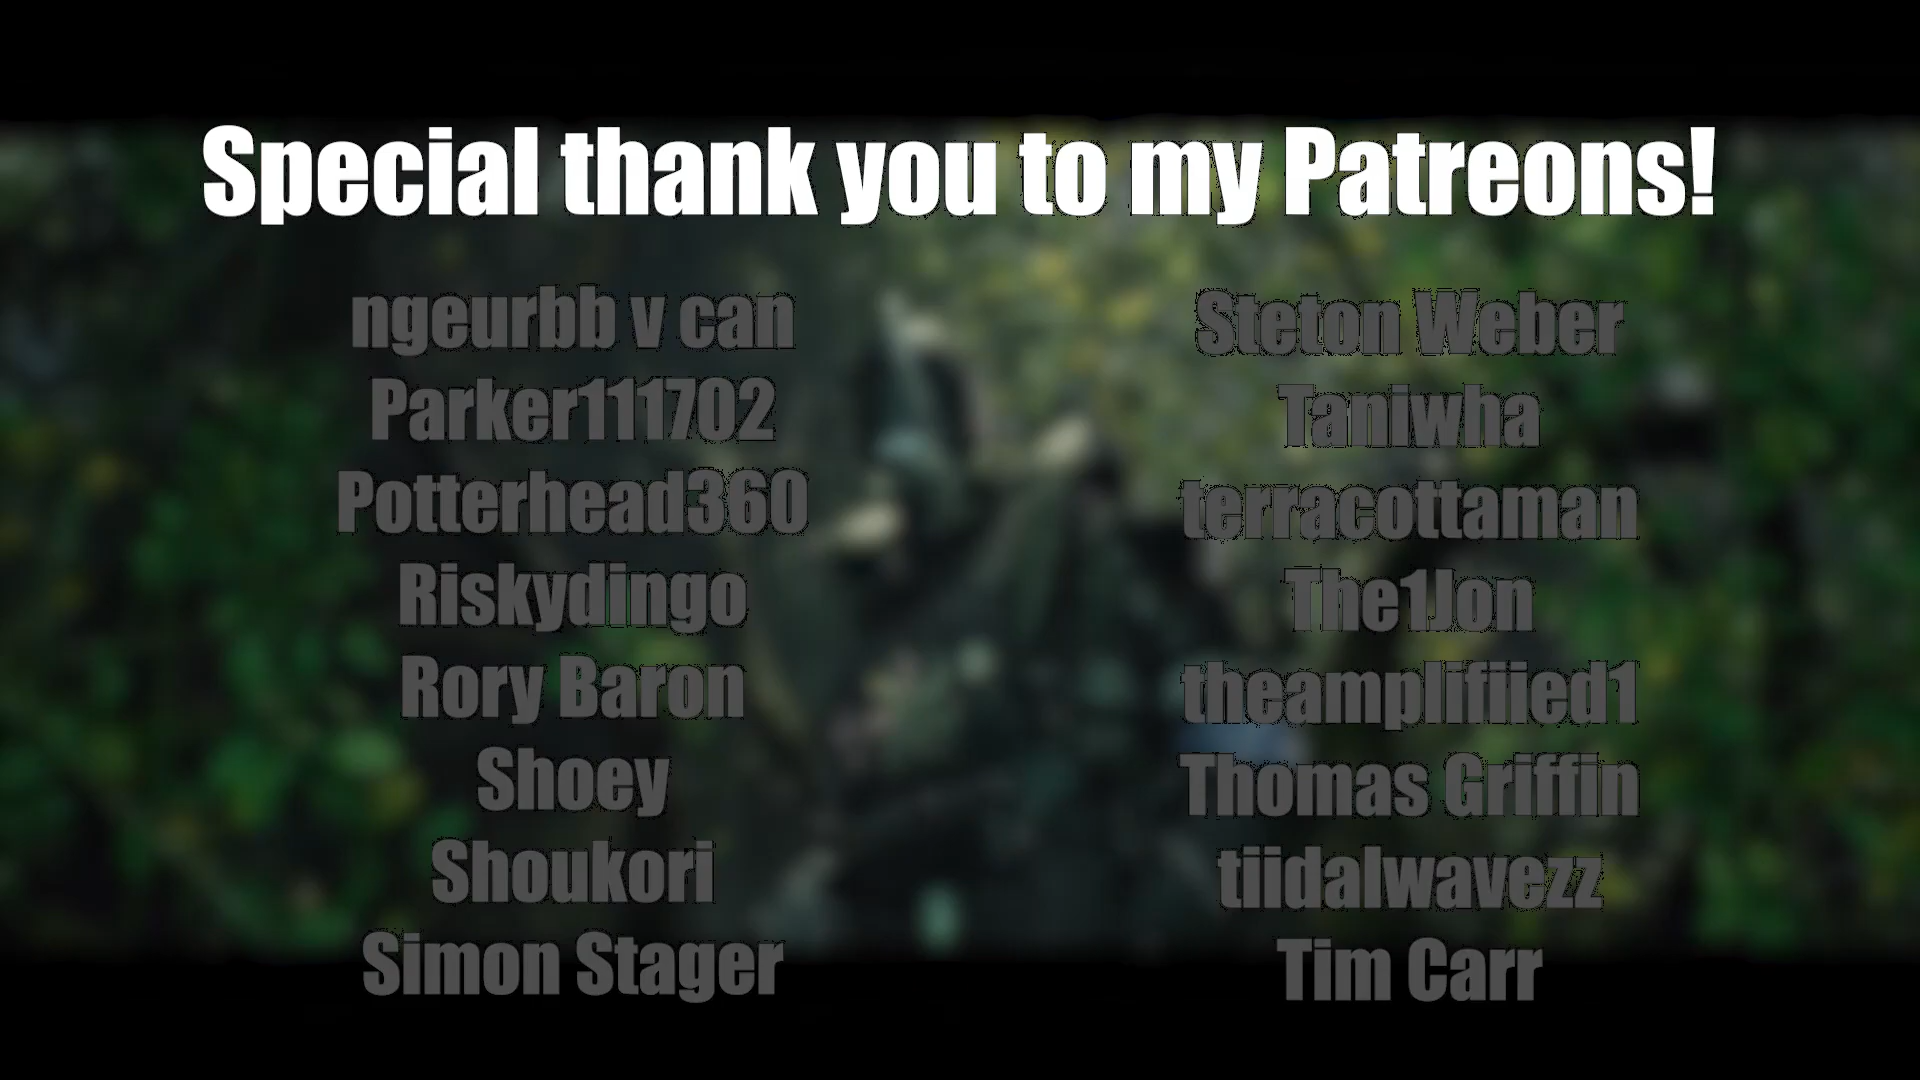 Special thank you to my Patreons!
ngeurbb v can
Parker111702
Potterhead360
Riskydingo
Rory Baron
Shoey
Shoukori
Simon Stager
Steton Weber
Taniwha
terracottaman
The1Jon
theamplifiied1
Thomas Griffin
tiidalwavezz
Tim Carr